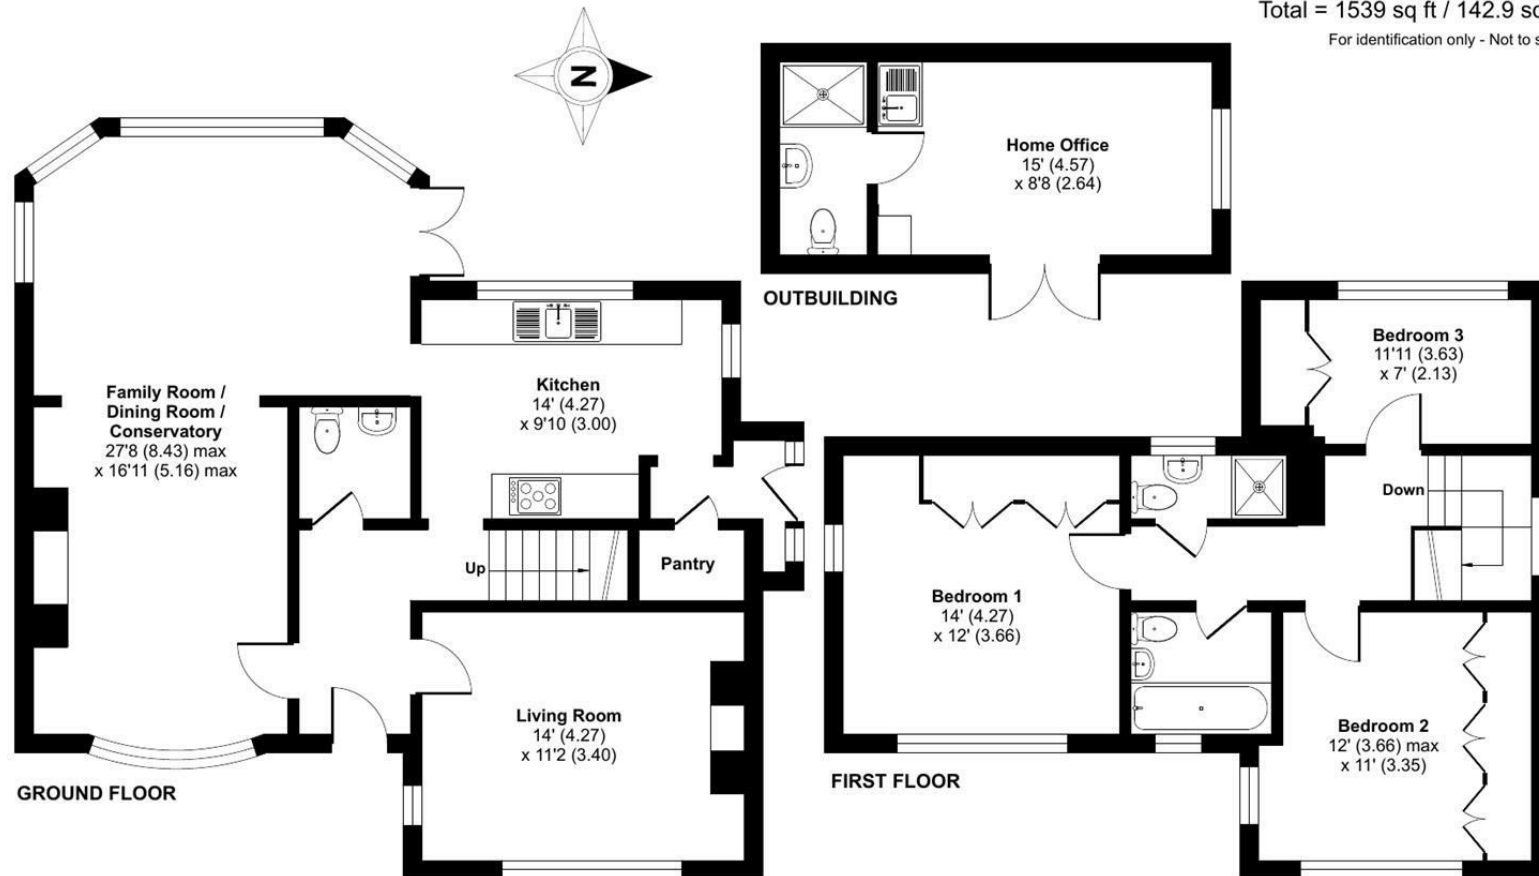 Total = 1539 sq ft / 142.9 sq
For identification only - Not to s
N
Home Office
15' (4.57)
x 8'8 (2.64)
OUTBUILDING
Family Room /
Dining Room /
Conservatory
27'8 (8.43) max
x 16'11 (5.16) max
Kitchen
14' (4.27)
x 9'10 (3.00)
Up
Pantry
Living Room
14' (4.27)
x 11'2 (3.40)
GROUND FLOOR
Bedroom 3
11'11 (3.63)
x 7' (2.13)
Down
Bedroom 1
14' (4.27)
x 12' (3.66)
Bedroom 2
12' (3.66) max
x 11' (3.35)
FIRST FLOOR